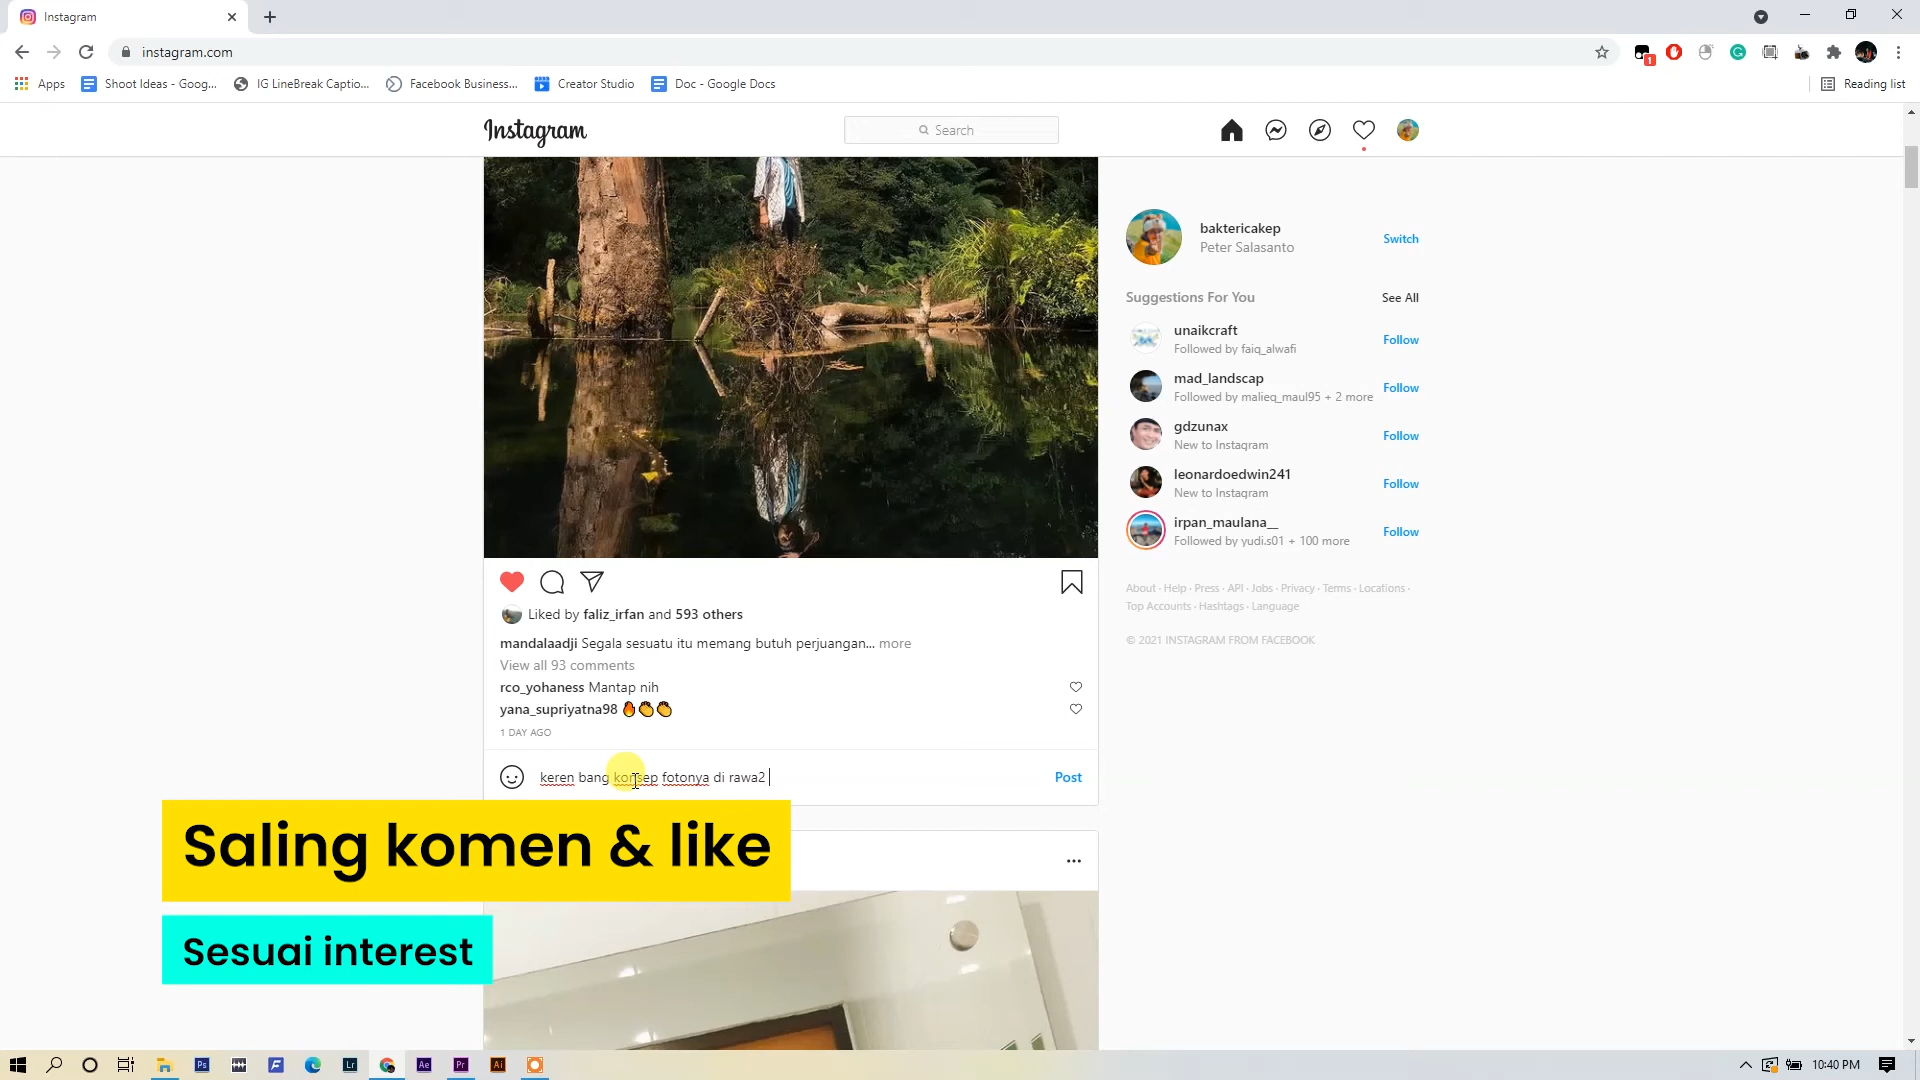 Instagram
instagram.com
Apps
Shoot Ideas - Goog...
IG LineBreak Captio...
Facebook Business...
Creator Studio
Doc - Google Docs
Reading list
Instagram
Search
baktericakep
Peter Salasanto
Switch
Suggestions For You
See All
unaikcraft
Followed by faiq_alwafi
Follow
mad_landscap
Followed by malieq_maul95 + 2 more
Follow
gdzunax
New to Instagram
Follow
leonardoedwin241
New to Instagram
Follow
irpan_maulana__
Followed by yudi.s01 + 100 more
Follow
About · Help · Press · API · Jobs · Privacy · Terms · Locations ·
Top Accounts · Hashtags · Language
© 2021 INSTAGRAM FROM FACEBOOK
Liked by faliz_irfan and 593 others
mandalaadji Segala sesuatu itu memang butuh perjuangan... more
View all 93 comments
rco_yohaness Mantap nih
yana_supriyatna98 🔥👏👏
1 DAY AGO
keren bang konsep fotonya di rawa2
Post
Saling komen & like
Sesuai interest
1
Ps
Lr
Ae
Pr
Ai
10:40 PM